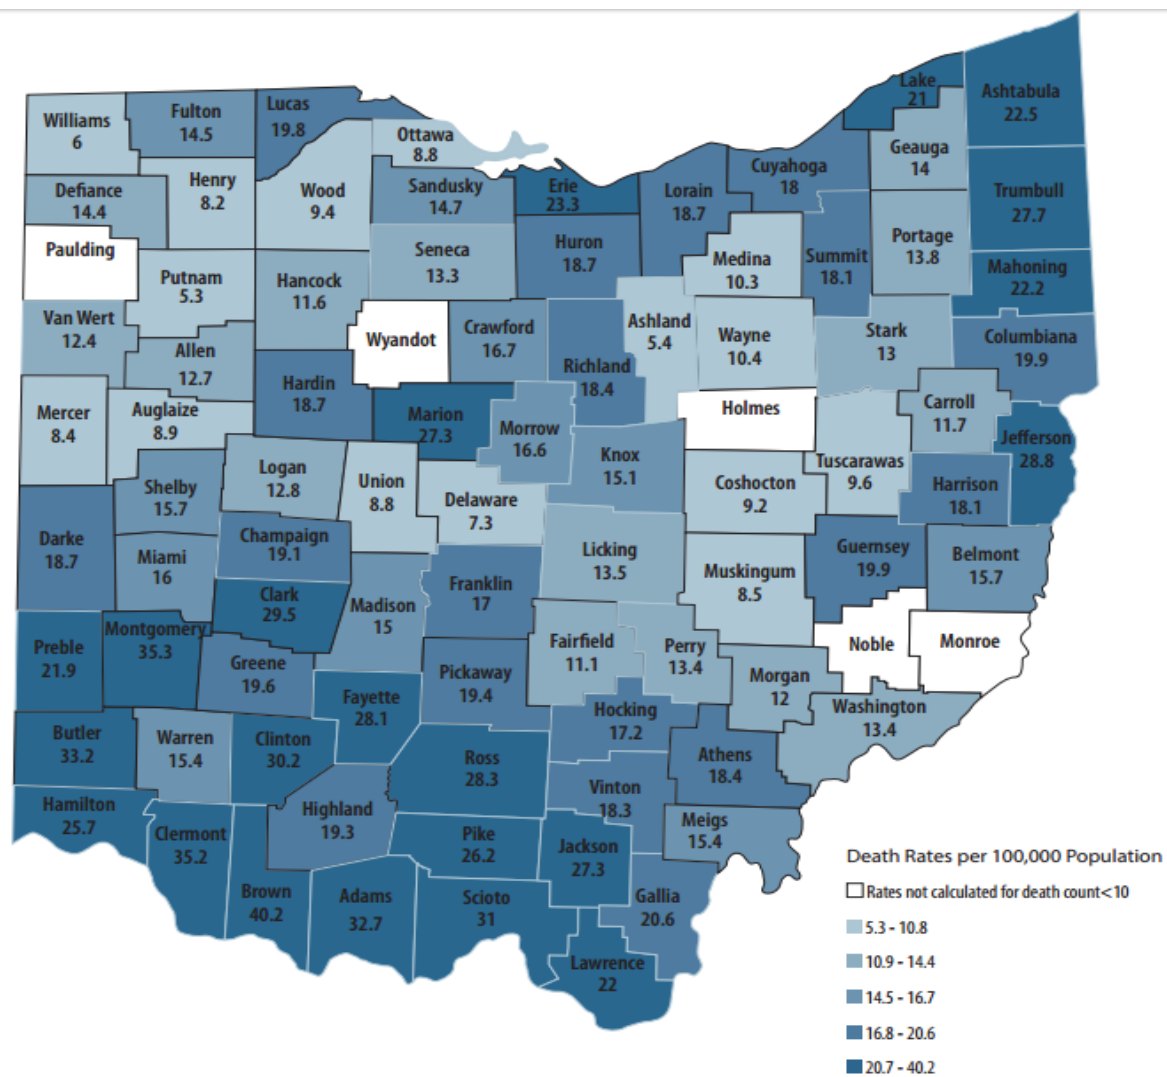 Williams
6
Fulton
14.5
Lucas
19.8
Ottawa
8.8
Lake
21
Ashtabula
22.5
Geauga
14
Defiance
14.4
Henry
8.2
Wood
9.4
Sandusky
14.7
Erie
23.3
Lorain
18.7
Cuyahoga
18
Trumbull
27.7
Paulding
Putnam
5.3
Hancock
11.6
Seneca
13.3
Huron
18.7
Medina
10.3
Summit
18.1
Portage
13.8
Mahoning
22.2
Van Wert
12.4
Allen
12.7
Wyandot
Crawford
16.7
Richland
18.4
Ashland
5.4
Wayne
10.4
Stark
13
Columbiana
19.9
Mercer
8.4
Auglaize
8.9
Hardin
18.7
Marion
27.3
Morrow
16.6
Knox
15.1
Holmes
Carroll
11.7
Jefferson
28.8
Shelby
15.7
Logan
12.8
Union
8.8
Delaware
7.3
Coshocton
9.2
Tuscarawas
9.6
Harrison
18.1
Darke
18.7
Miami
16
Champaign
19.1
Licking
13.5
Muskingum
8.5
Guernsey
19.9
Belmont
15.7
Clark
29.5
Madison
15
Franklin
17
Preble
21.9
Montgomery
35.3
Greene
19.6
Fayette
28.1
Pickaway
19.4
Fairfield
11.1
Perry
13.4
Morgan
12
Noble
Monroe
Washington
13.4
Butler
33.2
Warren
15.4
Clinton
30.2
Ross
28.3
Hocking
17.2
Athens
18.4
Hamilton
25.7
Clermont
35.2
Highland
19.3
Pike
26.2
Vinton
18.3
Jackson
27.3
Meigs
15.4
Brown
40.2
Adams
32.7
Scioto
31
Gallia
20.6
Lawrence
22
Death Rates per 100,000 Population
Rates not calculated for death count<10
5.3 - 10.8
10.9 - 14.4
14.5 - 16.7
16.8 - 20.6
20.7 - 40.2